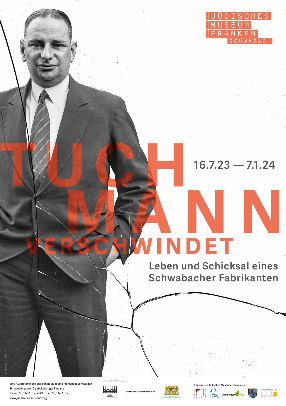 JÜDISCHES
MUSEUM
FRANKEN
SCHWABACH
TUCH
16.7.23 — 7.1.24
MANN
VERSCHWINDET
Leben und Schicksal eines
Schwabacher Fabrikanten